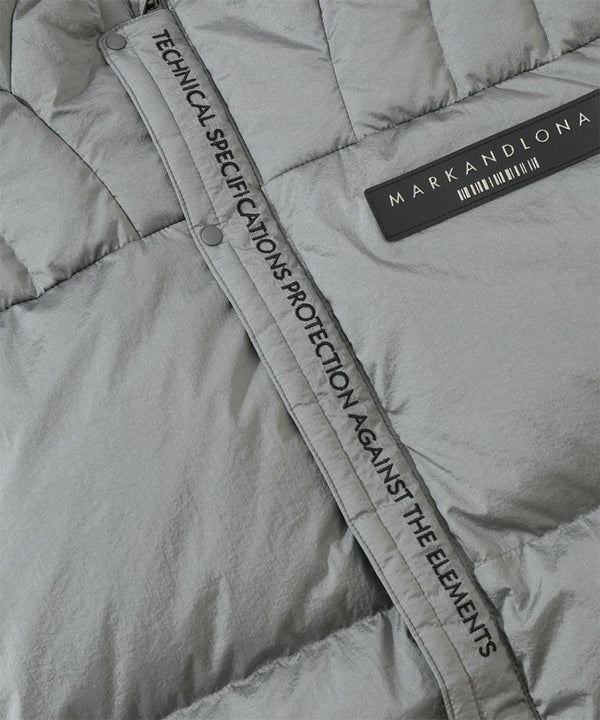 TECHNICAL SPECIFICATIONS PROTECTION AGAINST THE ELEMENTS
MARKANDLONA